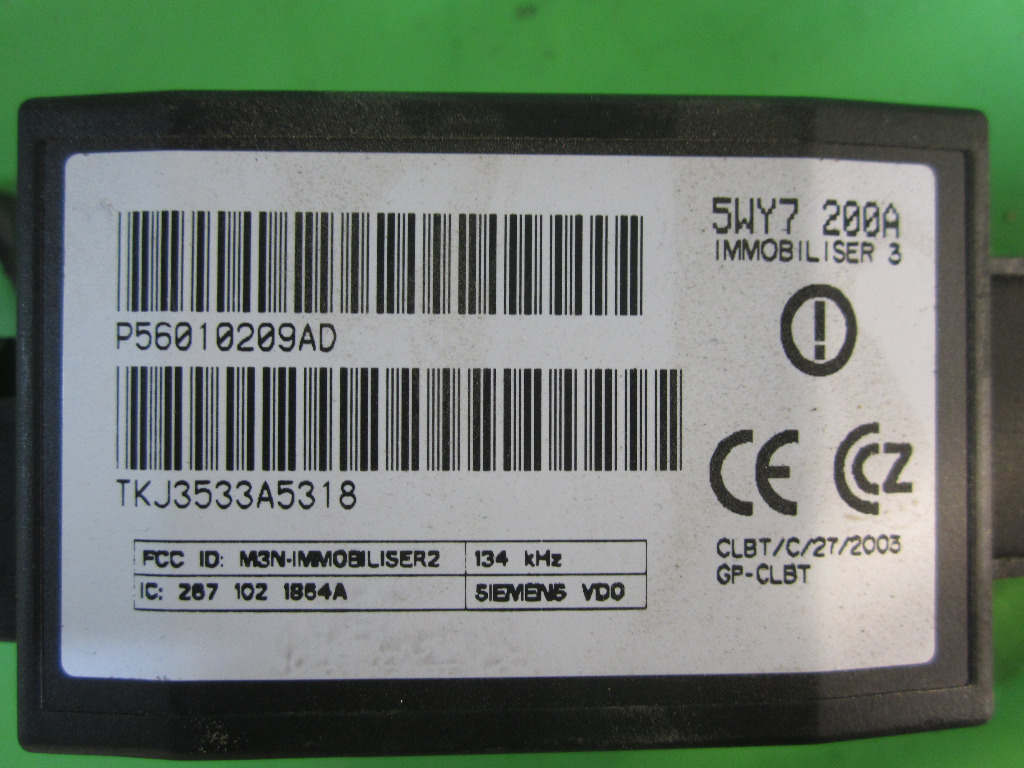 5WY7 200A
IMMOBILISER 3
P56010209AD
TKJ3533A5318
CE CCZ
CLBT/C/27/2003
GP-CLBT
FCC ID: M3N-IMMOBILISER2 134 kHz
IC: 267 102 1864A SIEMENS VDO